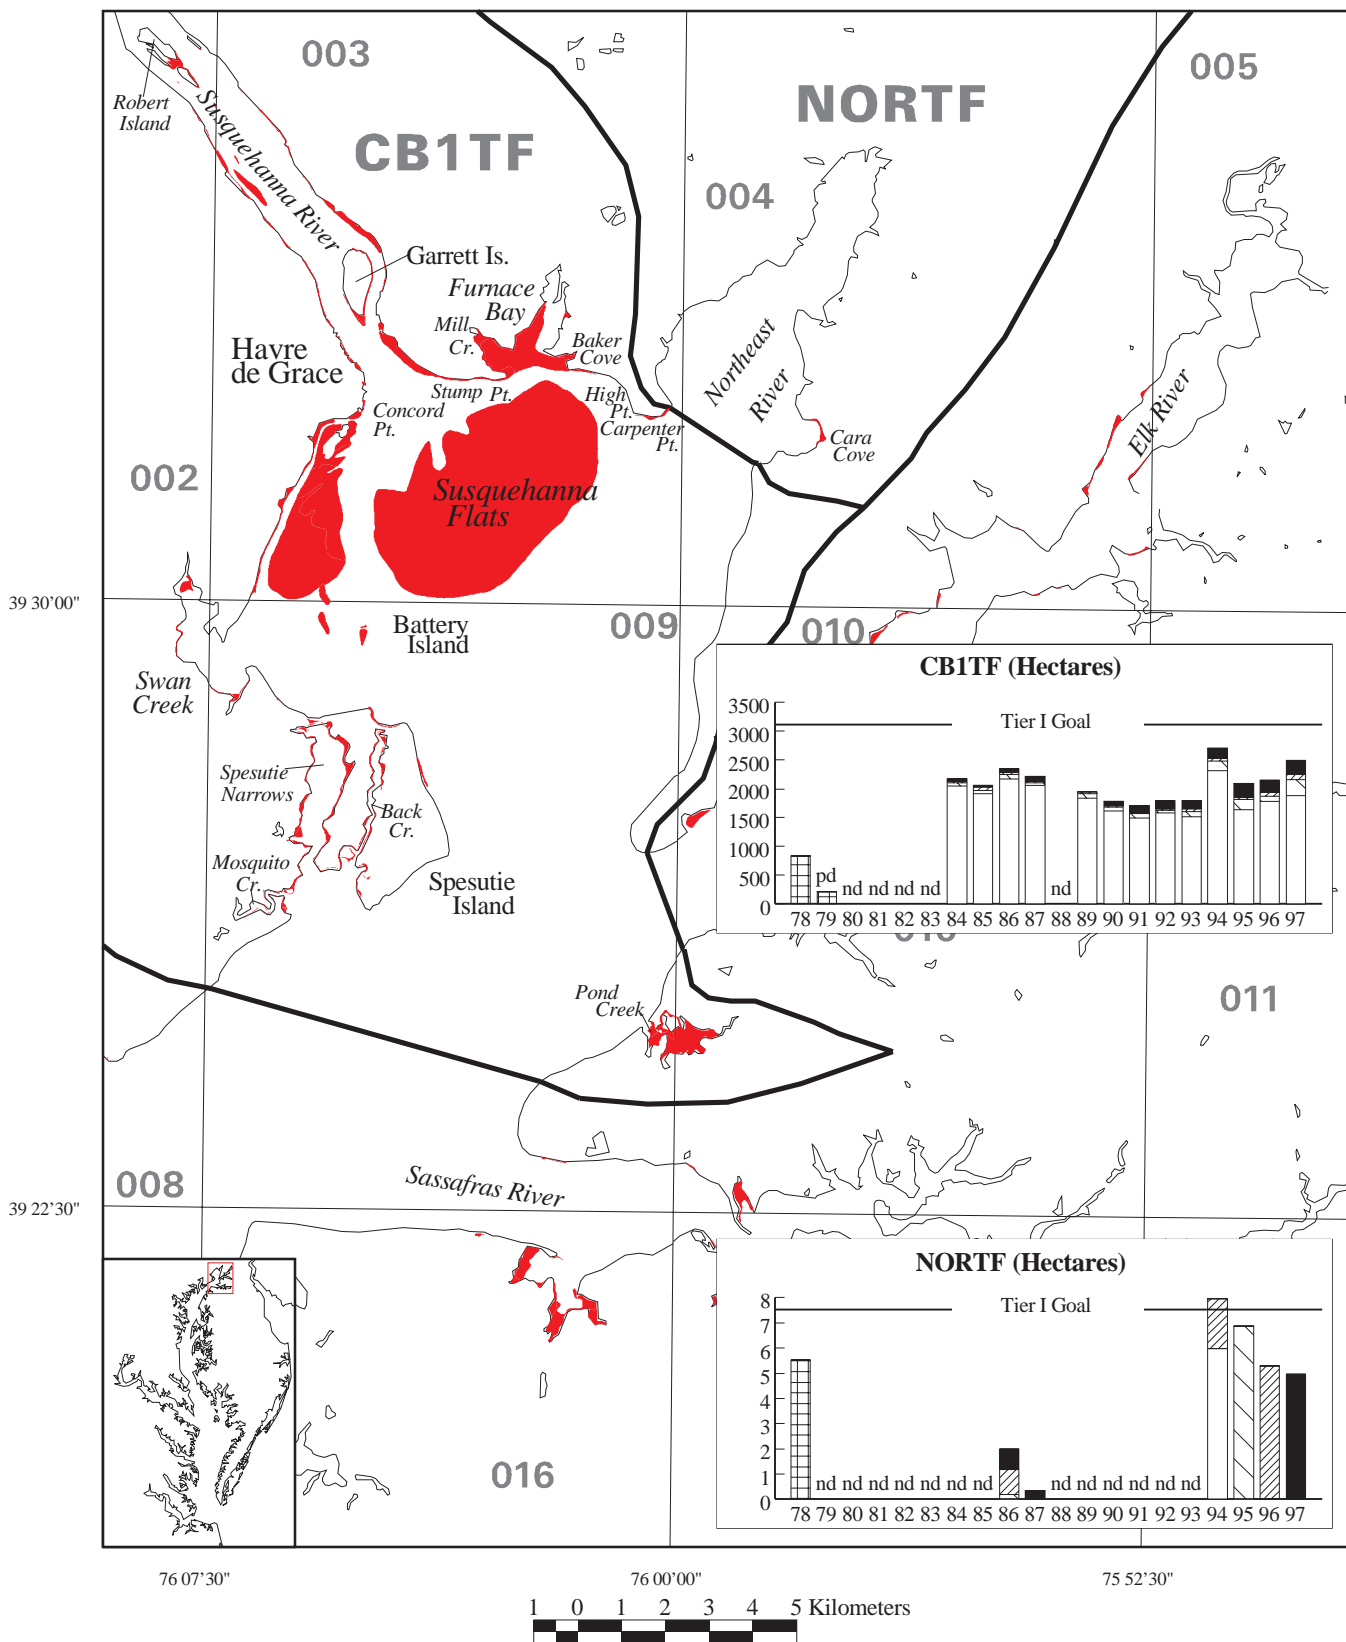 003
005
Robert
Island
NORTF
Susquehanna River
CB1TF
004
Garrett Is.
Furnace
Bay
Mill
Cr.
Baker
Cove
Northeast
River
Havre
de Grace
Stump Pt.
High
Pt.
Concord
Pt.
Carpenter
Pt.
Elk River
Cara
Cove
002
Susquehanna
Flats
39 30'00"
Battery
Island
009
010
Swan
Creek
CB1TF (Hectares)
3500
3000
2500
2000
1500
1000
500
0
Tier I Goal
pd
nd nd nd nd
nd
78 79 80 81 82 83 84 85 86 87 88 89 90 91 92 93 94 95 96 97
Spesutie
Narrows
Back
Cr.
Mosquito
Cr.
Spesutie
Island
Pond
Creek
011
008
Sassafras River
39 22'30"
NORTF (Hectares)
8
7
6
5
4
3
2
1
0
Tier I Goal
nd nd nd nd nd nd nd
nd nd nd nd nd nd
78 79 80 81 82 83 84 85 86 87 88 89 90 91 92 93 94 95 96 97
016
76 07'30"
76 00'00"
75 52'30"
1 0 1 2 3 4 5 Kilometers